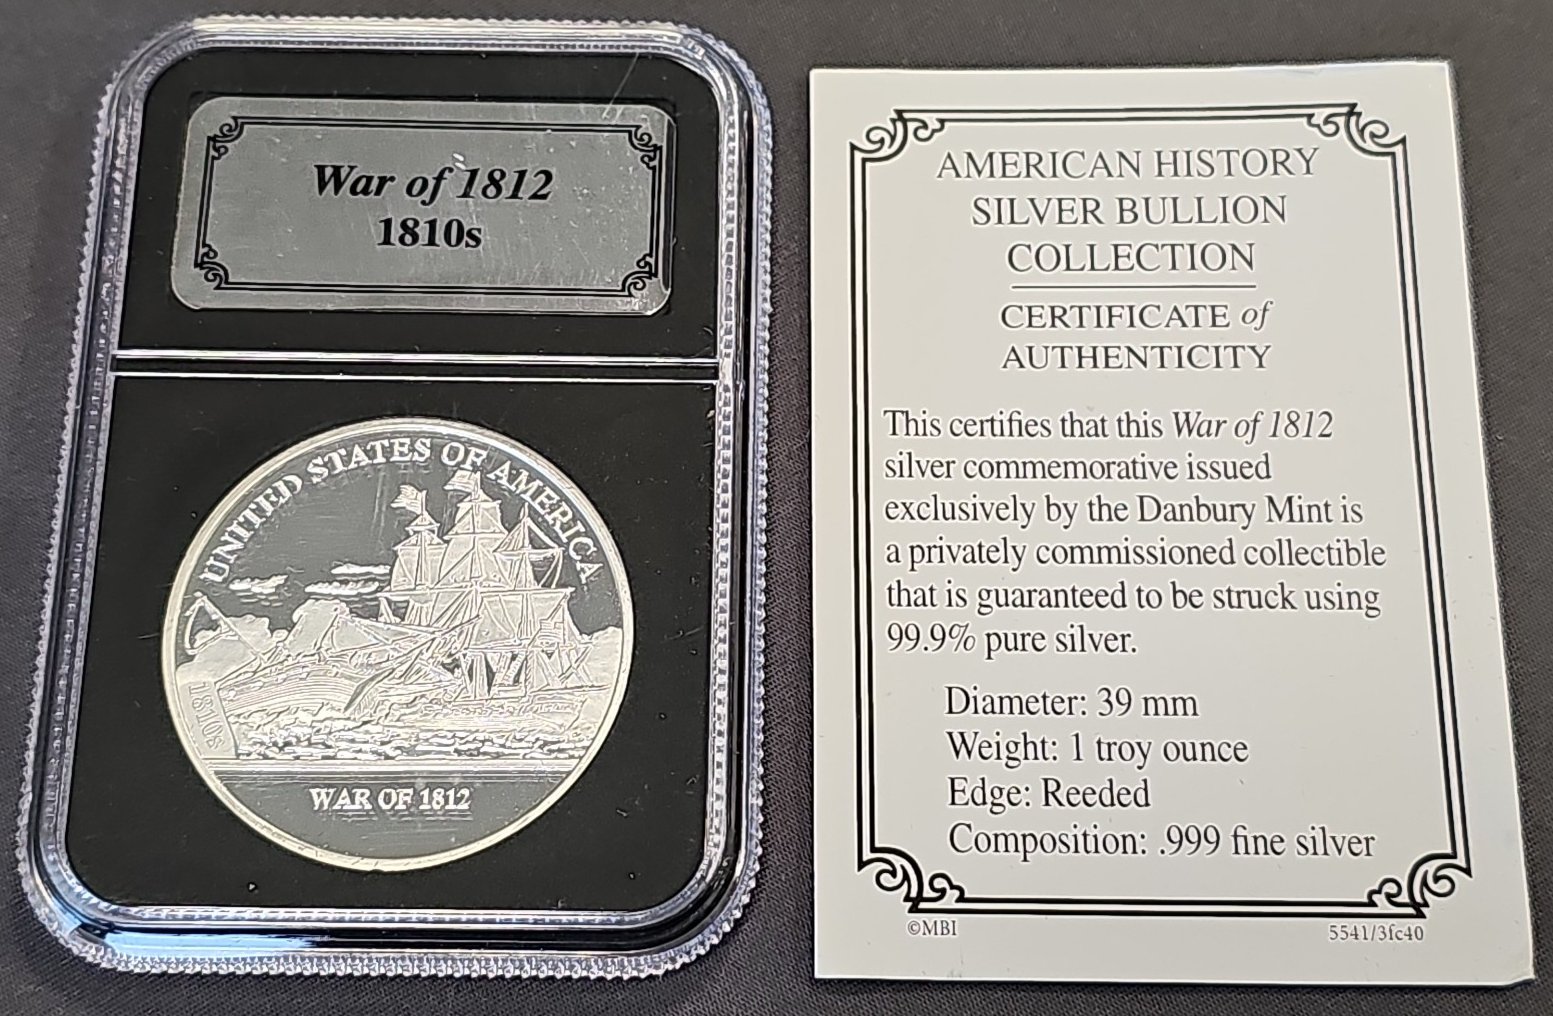 War of 1812
1810s
UNITED STATES OF AMERICA
1810s
WAR OF 1812
AMERICAN HISTORY
SILVER BULLION
COLLECTION
CERTIFICATE of
AUTHENTICITY
This certifies that this War of 1812
silver commemorative issued
exclusively by the Danbury Mint is
a privately commissioned collectible
that is guaranteed to be struck using
99.9% pure silver.
Diameter: 39 mm
Weight: 1 troy ounce
Edge: Reeded
Composition: .999 fine silver
©MBI
5541/3fc40